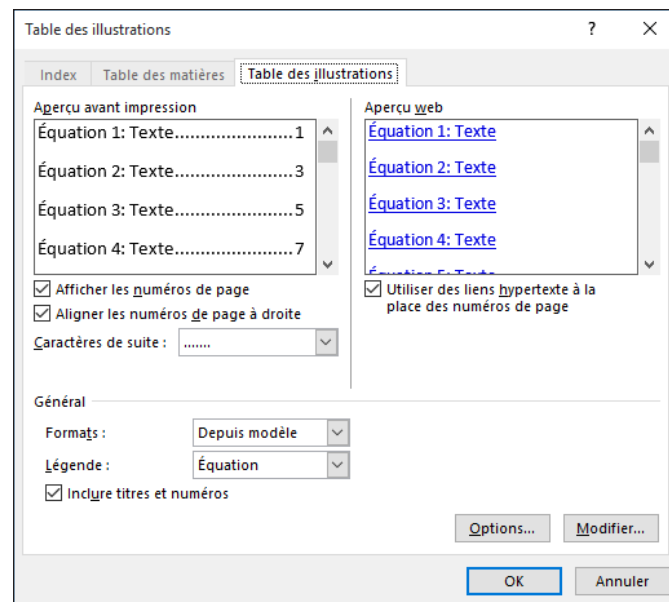 Table des illustrations
Index
Table des matières
Table des illustrations
Aperçu avant impression
Équation 1: Texte.......................1
Équation 2: Texte.......................3
Équation 3: Texte.......................5
Équation 4: Texte.......................7
Afficher les numéros de page
Aligner les numéros de page à droite
Caractères de suite : .......
Aperçu web
Équation 1: Texte
Équation 2: Texte
Équation 3: Texte
Équation 4: Texte
Équation 5: Texte
Utiliser des liens hypertexte à la
place des numéros de page
Général
Formats : Depuis modèle
Légende : Équation
Inclure titres et numéros
Options... Modifier...
OK Annuler